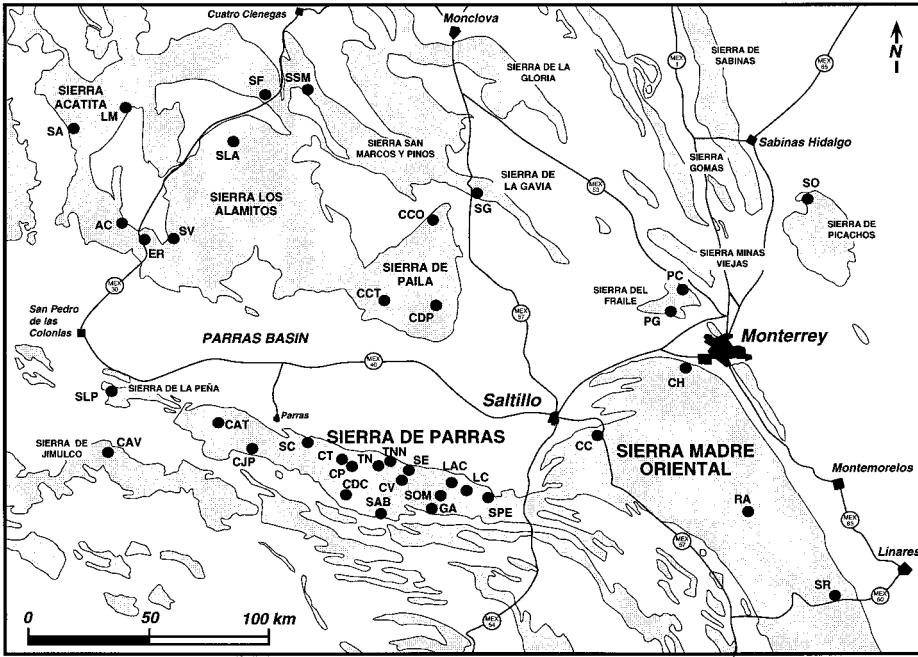 Cuatro Cienegas
Monclova
N
SIERRA DE
SABINAS
MEX
1
MEX
85
SIERRA DE LA
GLORIA
SIERRA
ACATITA
SF
SSM
LM
SA
SLA
SIERRA SAN
MARCOS Y PINOS
Sabinas Hidalgo
SIERRA
GOMAS
SIERRA DE
LA GAVIA
MEX
53
SO
SIERRA LOS
ALAMITOS
SG
CCO
AC
ER
SV
SIERRA DE
PICACHOS
SIERRA MINAS
VIEJAS
SIERRA DE
PAILA
CCT
CDP
PC
SIERRA DEL
FRAILE
PG
MEX
30
San Pedro
de las
Colonias
MEX
57
PARRAS BASIN
Monterrey
MEX
40
CH
SLP
SIERRA DE LA PEÑA
Saltillo
Parras
CAT
SIERRA DE
JIMULCO
CAV
CJP
SC
SIERRA DE PARRAS
CC
SIERRA MADRE
ORIENTAL
CT
TN
TNN
SE
CP
CDC
CV
LAC
LC
SAB
SOM
GA
SPE
Montemorelos
RA
MEX
85
MEX
57
Linares
SR
MEX
60
MEX
54
0
50
100 km